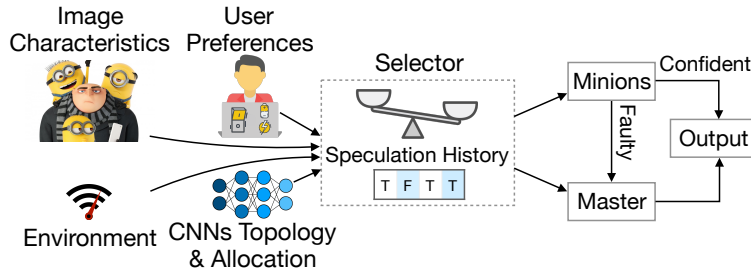 Image
Characteristics
User
Preferences
Selector
Speculation History
T F T T
Environment
CNNs Topology
& Allocation
Minions
Confident
Faulty
Output
Master